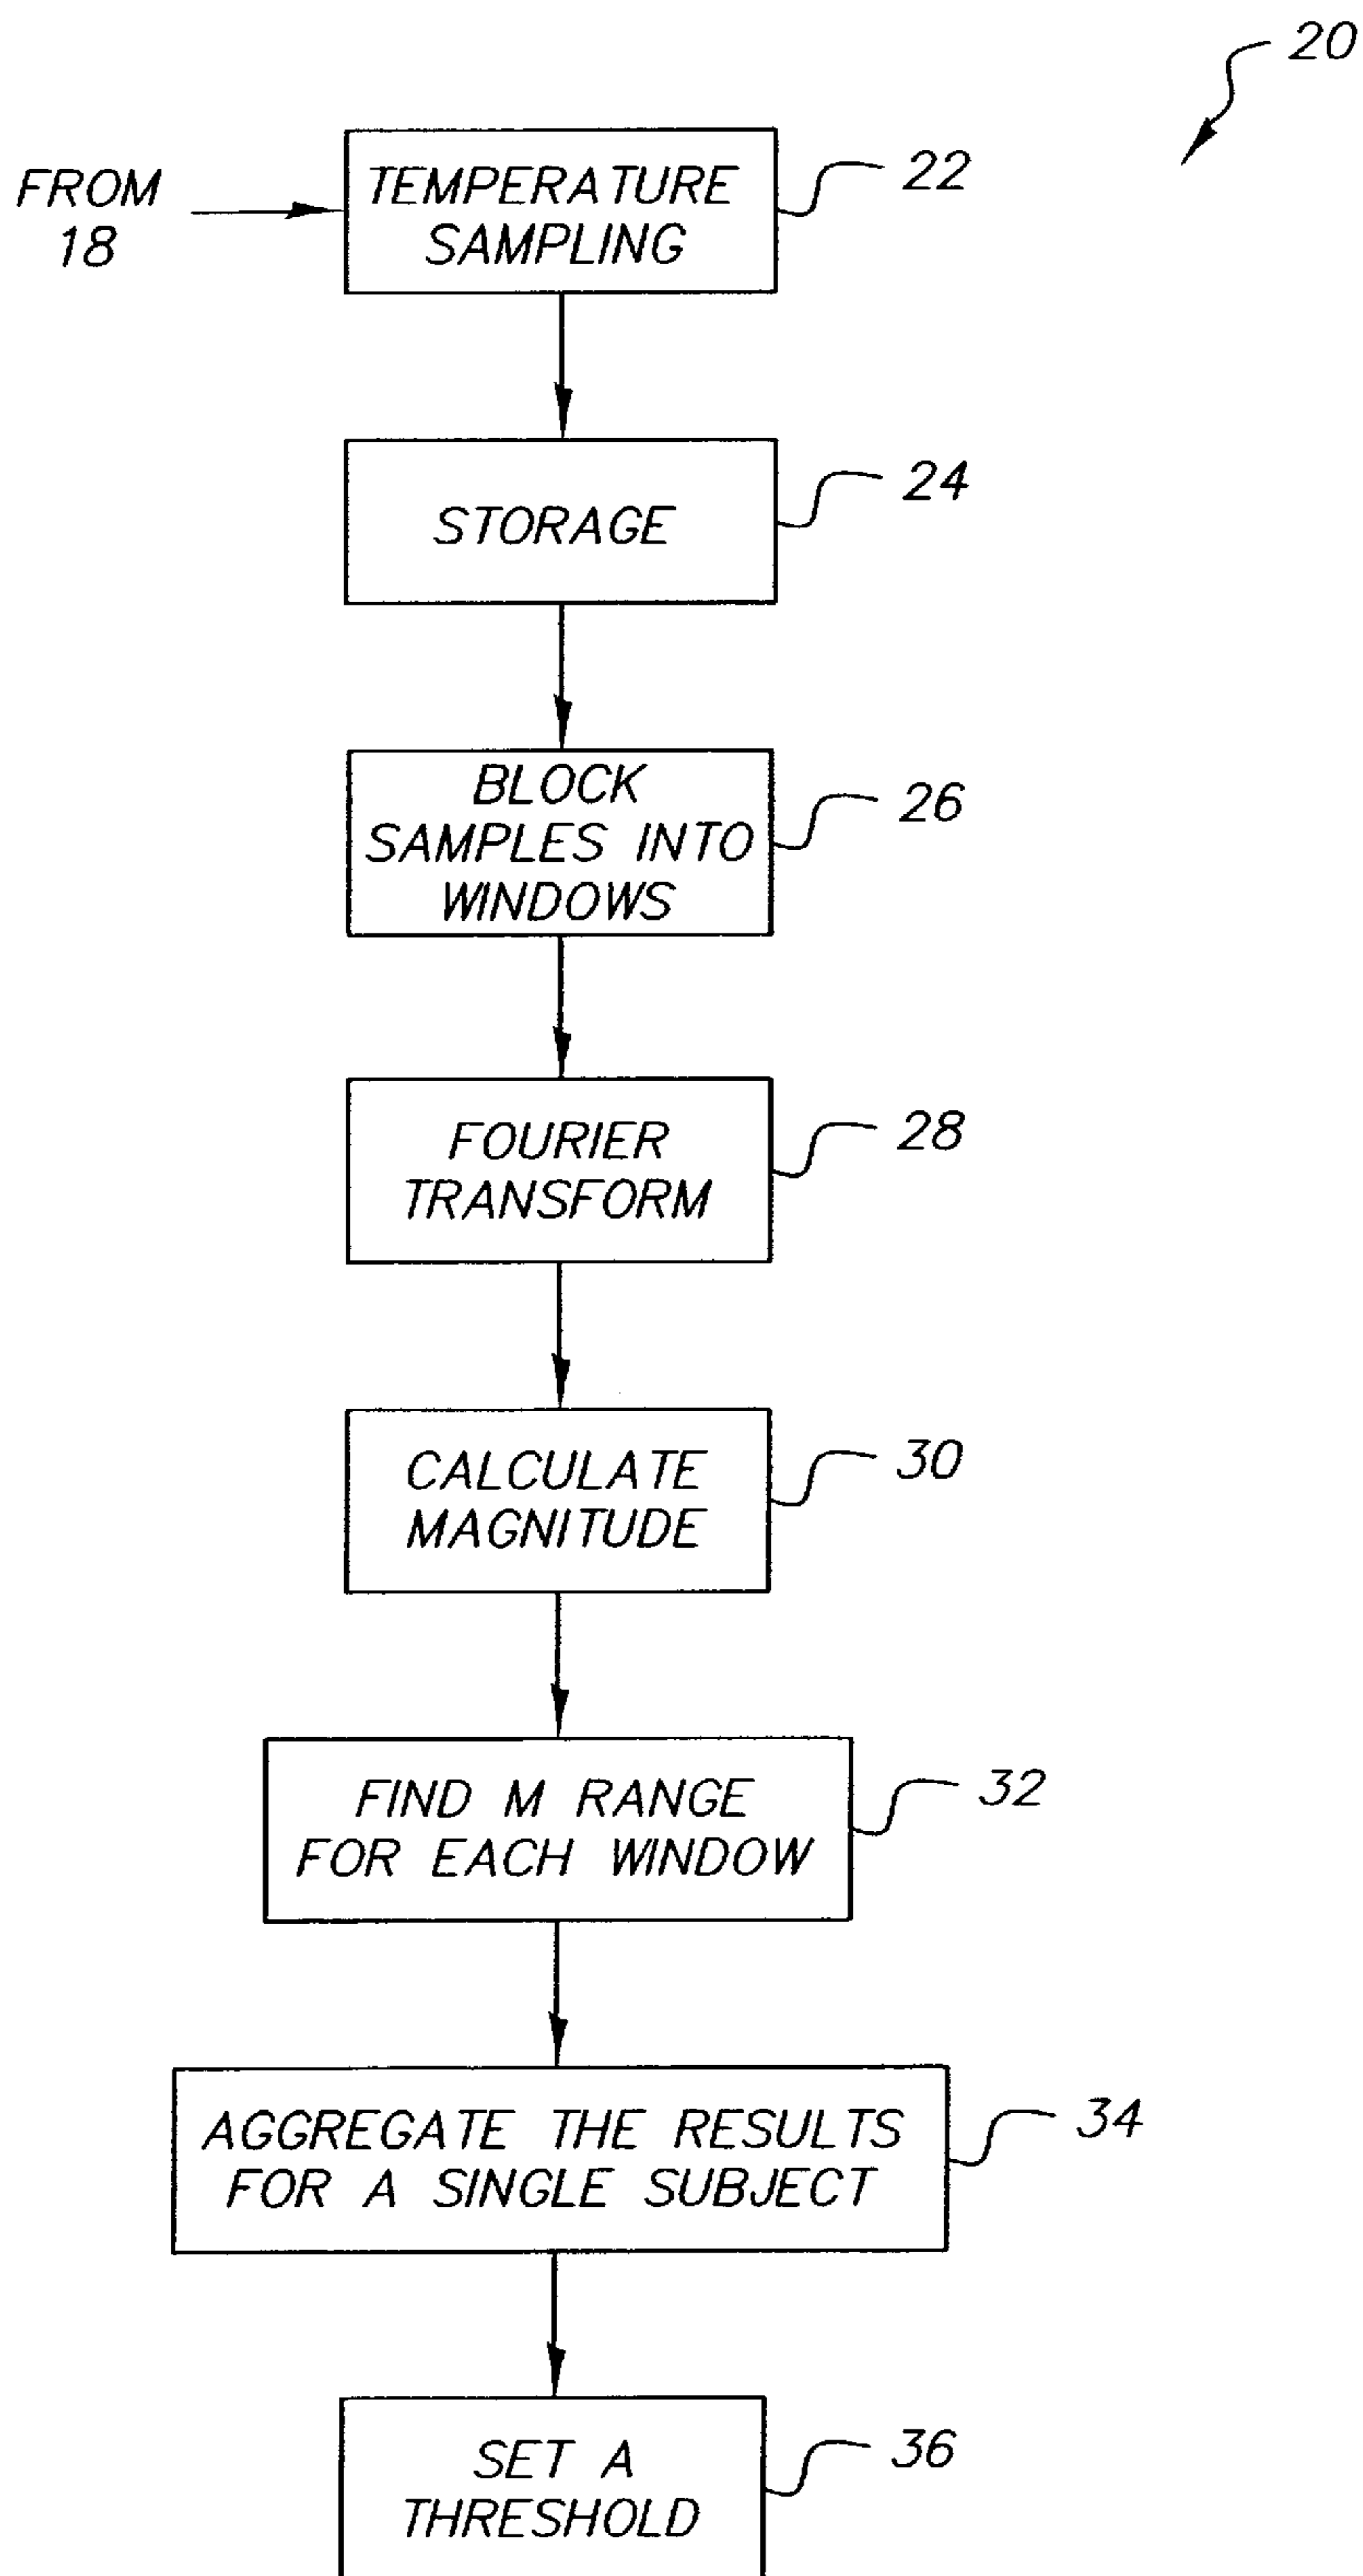 20
FROM
18
TEMPERATURE
SAMPLING
22
STORAGE
24
BLOCK
SAMPLES INTO
WINDOWS
26
FOURIER
TRANSFORM
28
CALCULATE
MAGNITUDE
30
FIND M RANGE
FOR EACH WINDOW
32
AGGREGATE THE RESULTS
FOR A SINGLE SUBJECT
34
SET A
THRESHOLD
36